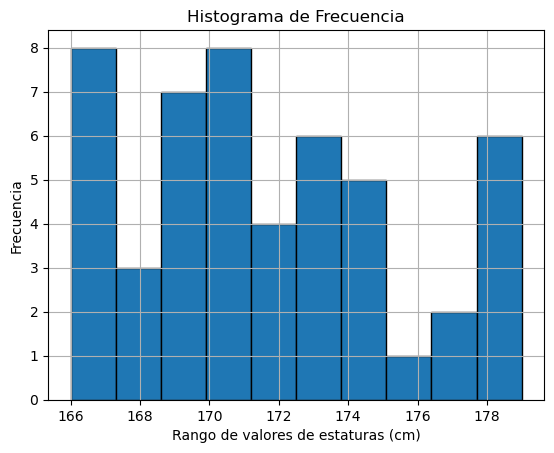 Histograma de Frecuencia
8
7
6
5
4
3
2
1
0
Frecuencia
166 168 170 172 174 176 178
Rango de valores de estaturas (cm)